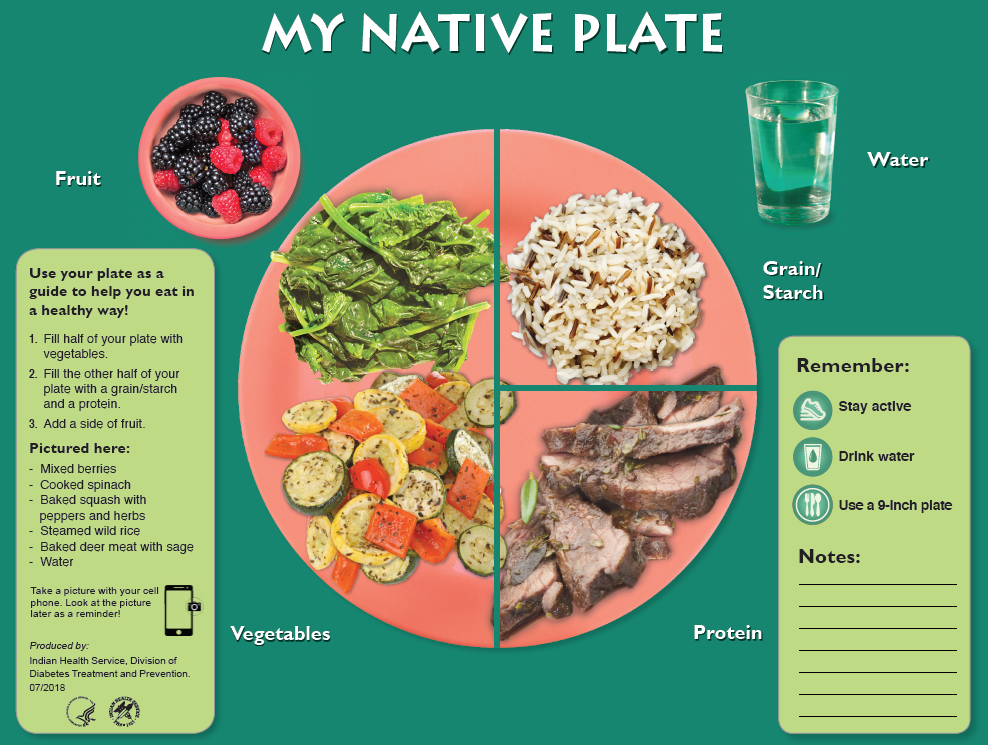 MY NATIVE PLATE
Fruit
Water
Grain/
Starch
Vegetables
Protein
Use your plate as a
guide to help you eat in
a healthy way!
1. Fill half of your plate with
vegetables.
2. Fill the other half of your
plate with a grain/starch
and a protein.
3. Add a side of fruit.
Pictured here:
- Mixed berries
- Cooked spinach
- Baked squash with
peppers and herbs
- Steamed wild rice
- Baked deer meat with sage
- Water
Take a picture with your cell
phone. Look at the picture
later as a reminder!
Produced by:
Indian Health Service, Division of
Diabetes Treatment and Prevention.
07/2018
Remember:
Stay active
Drink water
Use a 9-inch plate
Notes: